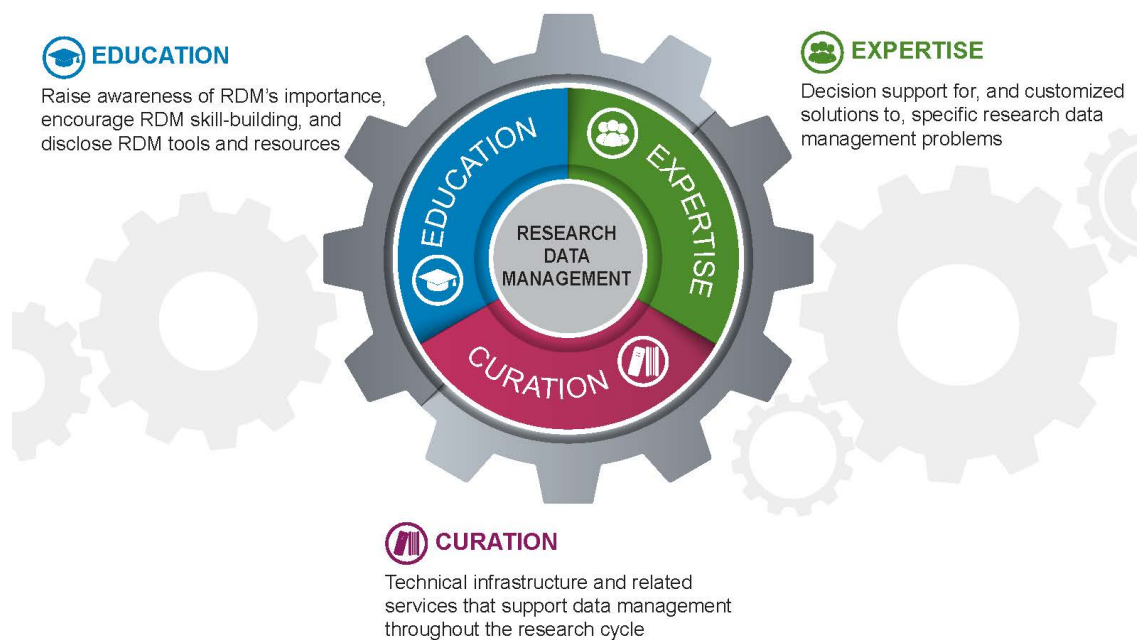 EDUCATION
Raise awareness of RDM's importance,
encourage RDM skill-building, and
disclose RDM tools and resources
EXPERTISE
Decision support for, and customized
solutions to, specific research data
management problems
EDUCATION
EXPERTISE
RESEARCH
DATA
MANAGEMENT
CURATION
CURATION
Technical infrastructure and related
services that support data management
throughout the research cycle